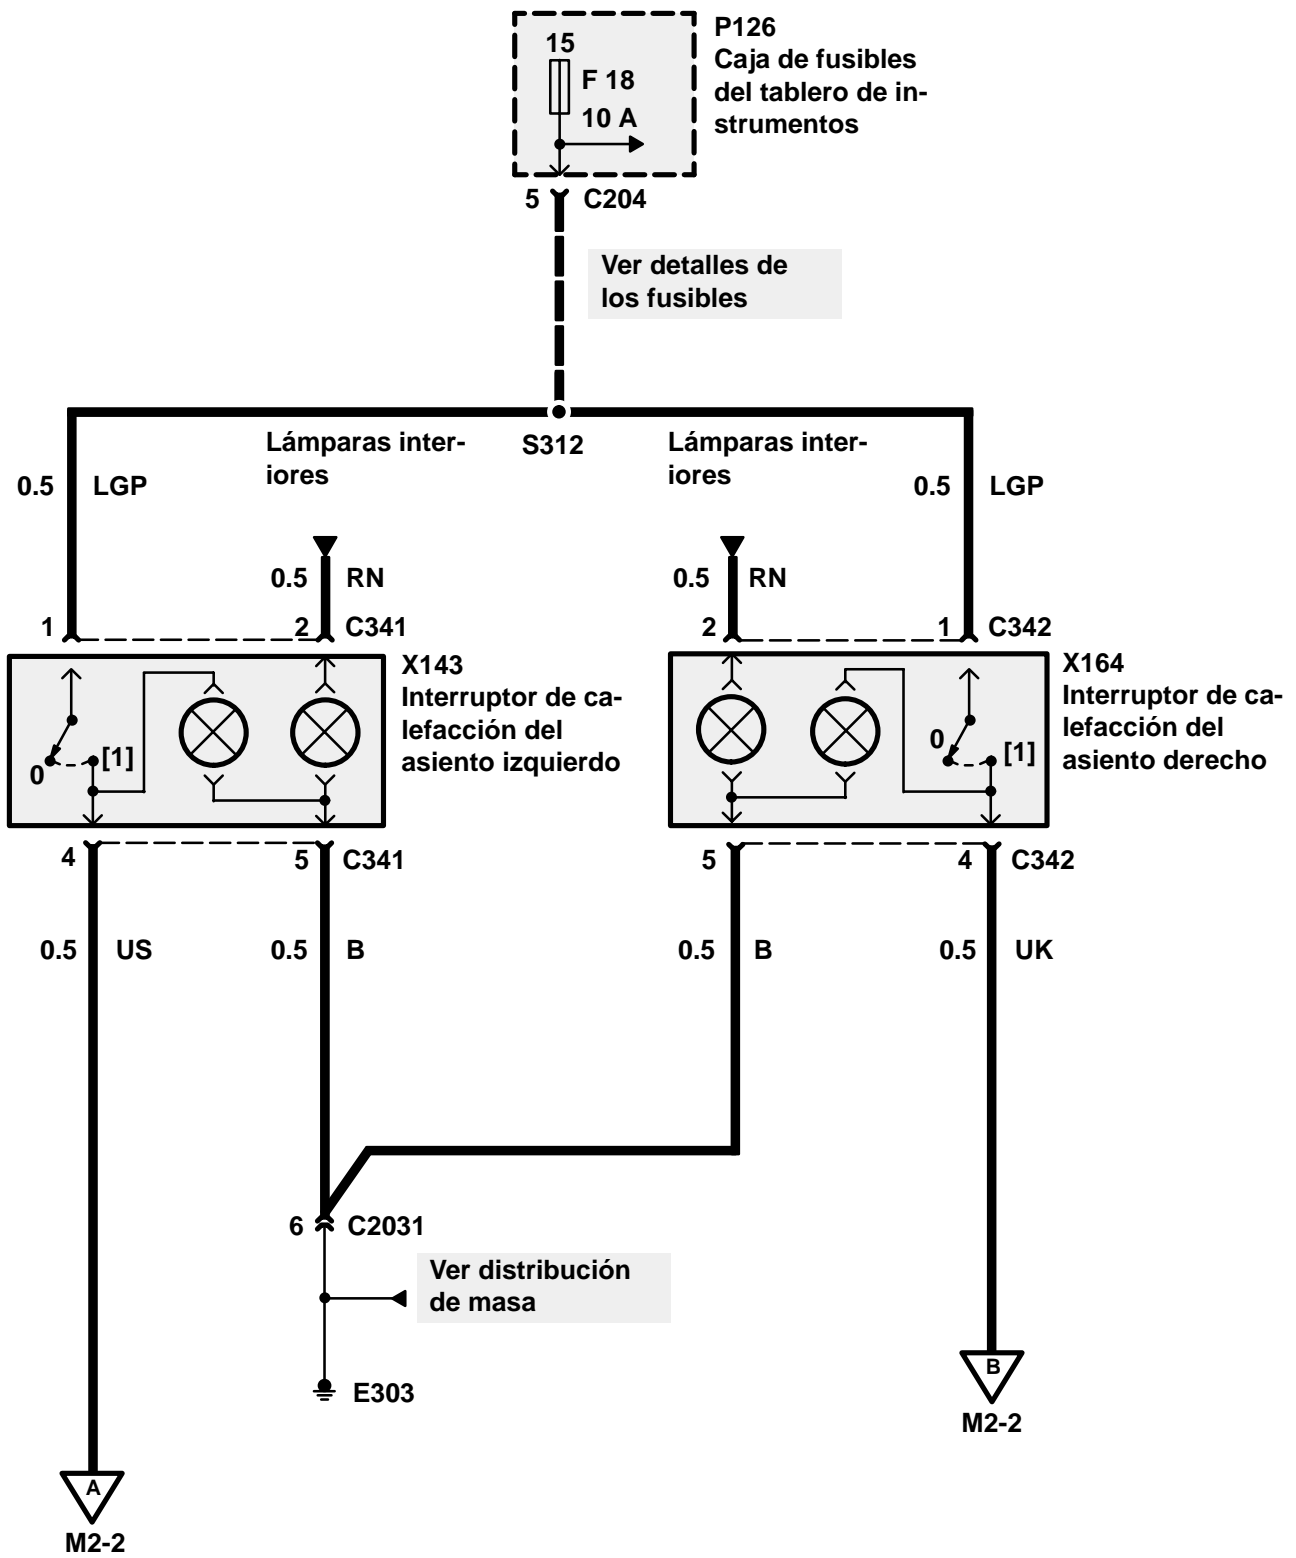 P126
15
Caja de fusibles
F 18
del tablero de in-
10 A
strumentos
5
C204
Ver detalles de
los fusibles
S312
Lámparas inter-
iores
Lámparas inter-
iores
0.5
LGP
0.5
LGP
0.5
RN
0.5
RN
1
2
C341
2
1
C342
X143
Interruptor de ca-
lefacción del
asiento izquierdo
0
[1]
X164
Interruptor de ca-
lefacción del
asiento derecho
0
[1]
4
5
C341
5
4
C342
0.5
US
0.5
B
0.5
B
0.5
UK
6
C2031
Ver distribución
de masa
E303
B
M2-2
A
M2-2